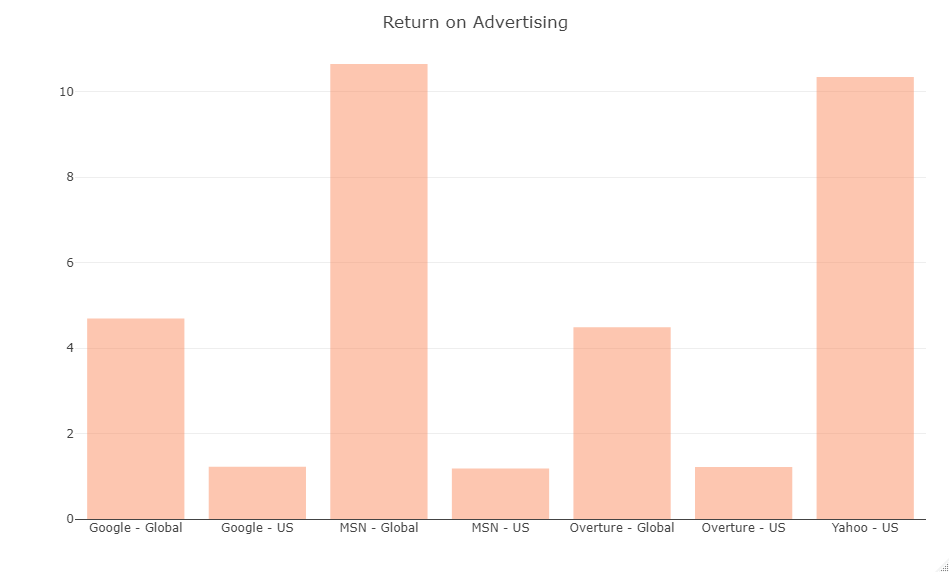 Return on Advertising
10
8
6
4
2
0
Google - Global
Google - US
MSN - Global
MSN - US
Overture - Global
Overture - US
Yahoo - US